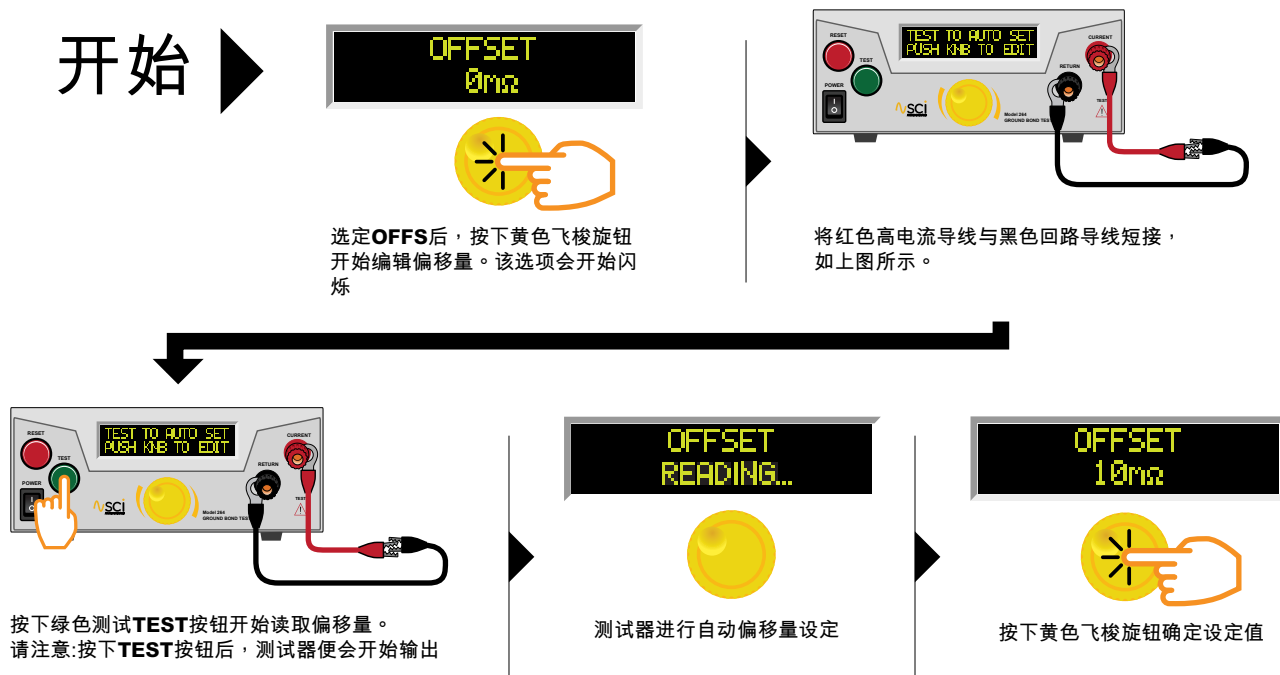 开始
OFFSET
0mΩ
选定OFFS后，按下黄色飞梭旋钮
开始编辑偏移量。该选项会开始闪
烁
RESET
TEST
POWER
TEST TO AUTO SET
PUSH KNB TO EDIT
CURRENT
RETURN
TEST
SCI
Model 264
GROUND BOND TEST
将红色高电流导线与黑色回路导线短接，
如上图所示。
RESET
TEST
POWER
TEST TO AUTO SET
PUSH KNB TO EDIT
CURRENT
RETURN
TEST
SCI
Model 264
GROUND BOND TEST
按下绿色测试TEST按钮开始读取偏移量。
请注意:按下TEST按钮后，测试器便会开始输出
OFFSET
READING...
测试器进行自动偏移量设定
OFFSET
10mΩ
按下黄色飞梭旋钮确定设定值